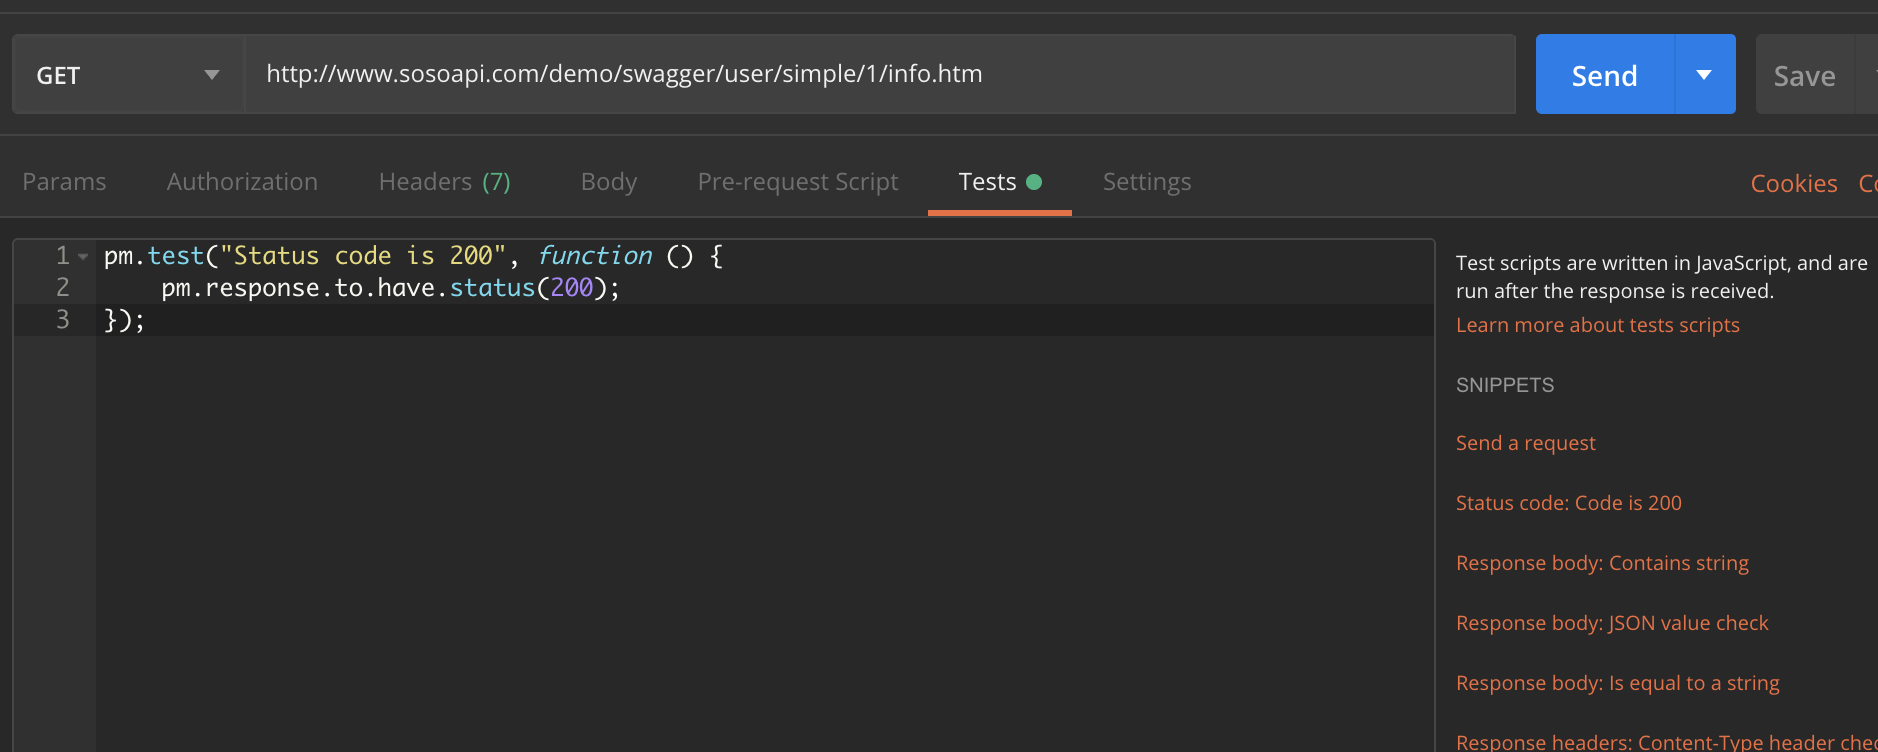 GET http://www.sosoapi.com/demo/swagger/user/simple/1/info.htm Send Save
Params Authorization Headers (7) Body Pre-request Script Tests Settings Cookies
1 pm.test("Status code is 200", function () {
2 pm.response.to.have.status(200);
3 });
Test scripts are written in JavaScript, and are
run after the response is received.
Learn more about tests scripts
SNIPPETS
Send a request
Status code: Code is 200
Response body: Contains string
Response body: JSON value check
Response body: Is equal to a string
Response headers: Content-Type header